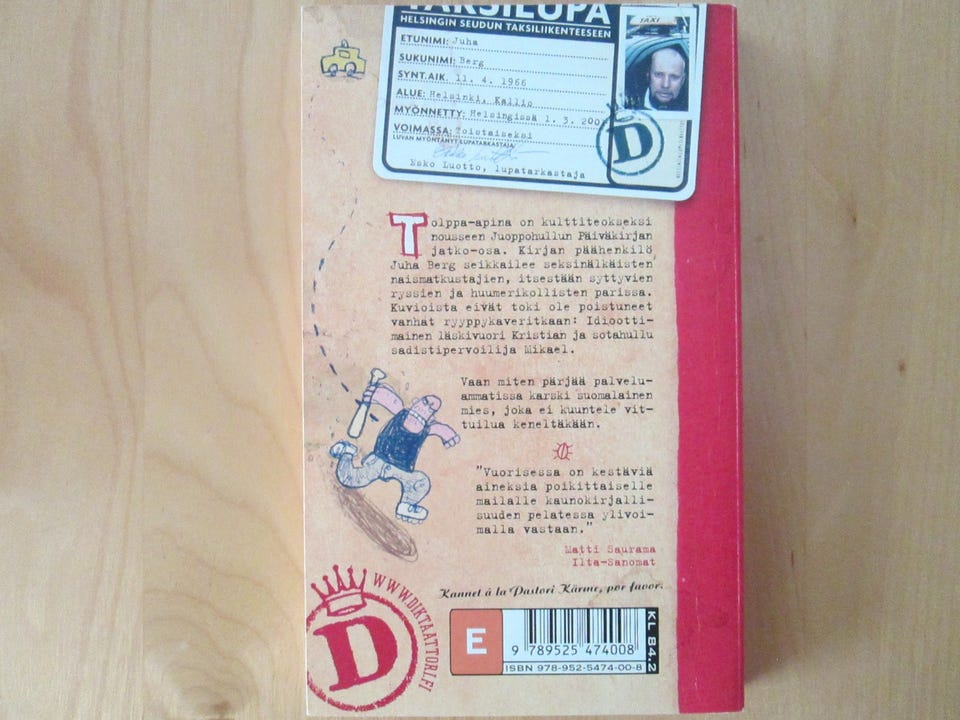 TAKSILUPA
HELSINGIN SEUDUN TAKSILIIKENTEESEEN
ETUNIMI: Juha
SUKUNIMI: Berg
SYNT.AIK. 11. 4. 1966
ALUE: Helsinki, Kallio
MYÖNNETTY: Helsingissä 1. 3. 200
VOIMASSA: Toistaiseksi
LUVAN MYÖNTÄNYT LUPATARKASTAJA:
Esko Luotto, lupatarkastaja
TAXI
D
Tolppa-apina on kulttiteokseksi
nousseen Juoppohullun Päiväkirjan
jatko-osa. Kirjan päähenkilö
Juha Berg seikkailee seksinälkäisten
naismatkustajien, itsestään syttyvien
ryssien ja huumerikollisten parissa.
Kuvioista eivät toki ole poistuneet
vanhat ryyppykaveritkaan: Idiootti-
mainen läskivuori Kristian ja sotahullu
sadistipervoilija Mikael.
Vaan miten pärjää palvelu-
ammatissa karski suomalainen
mies, joka ei kuuntele vit-
tuilua keneltäkään.
"Vuorisessa on kestäviä
aineksia poikittaiselle
mailalle kaunokirjalli-
suuden pelatessa ylivoi-
malla vastaan."
Matti Saurama
Ilta-Sanomat
Kannet á la Pastori Kärme, por favor.
WWW.DIKTAATTORI.FI
D
E
9 789525 474008
ISBN 978-952-5474-00-8
KL 84.2